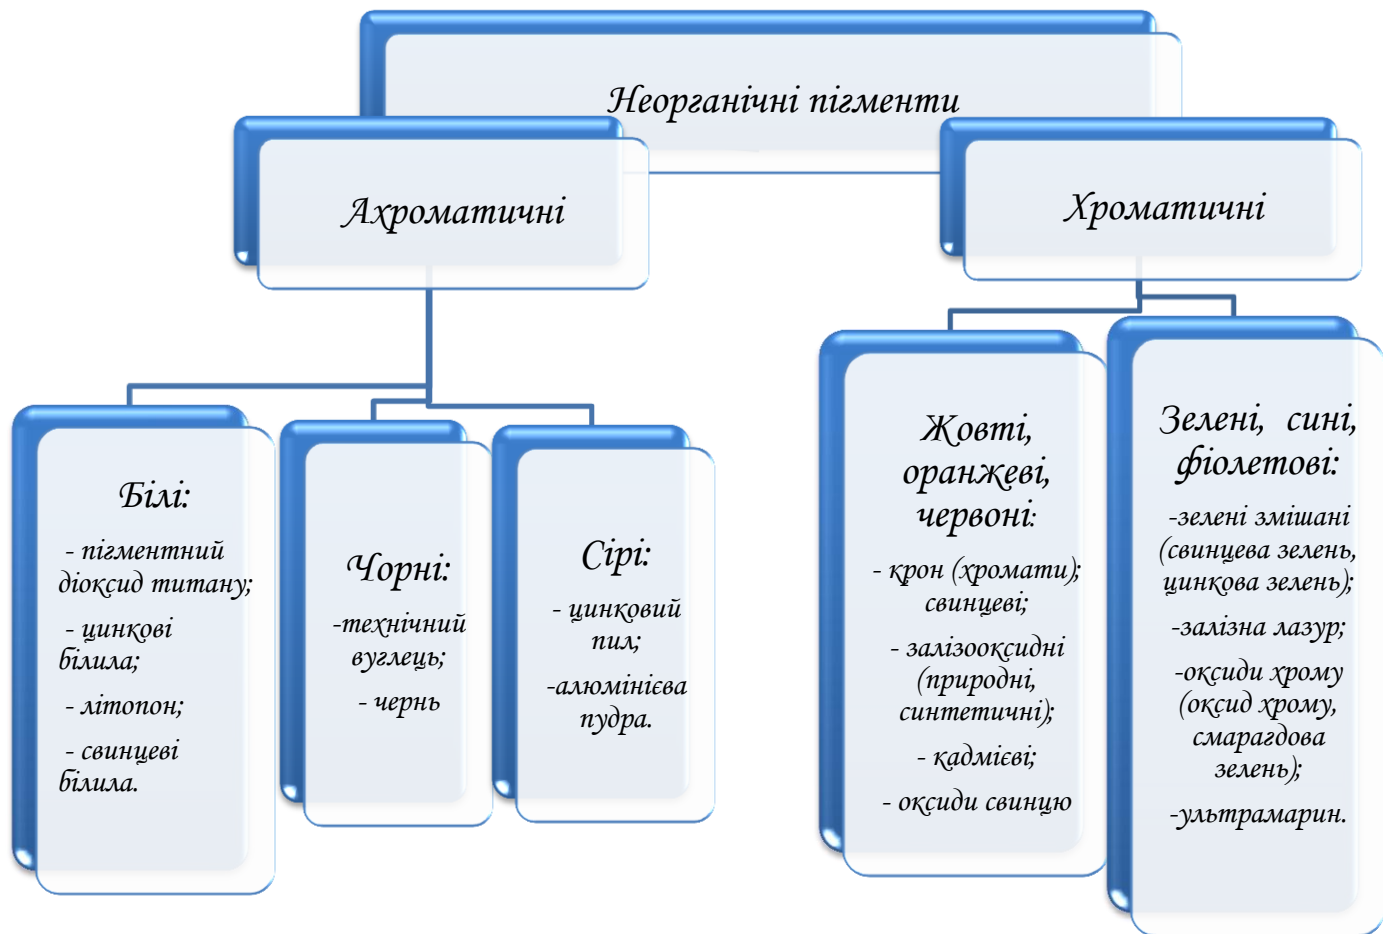 Неорганічні пігменти
Ахроматичні
Хроматичні
Білі:
- пігментний
діоксид титану;
- цинкові
білила;
- літопон;
- свинцеві
білила.
Чорні:
-технічний
вуглець;
- чернь
Сірі:
- цинковий
пил;
-алюмінієва
пудра.
Жовті,
оранжеві,
червоні:
- крон (хромати);
свинцеві;
- залізооксидні
(природні,
синтетичні);
- кадмієві;
- оксиди свинцю
Зелені, сині,
фіолетові:
-зелені змішані
(свинцева зелень,
цинкова зелень);
-залізна лазур;
-оксиди хрому
(оксид хрому,
смарагдова
зелень);
-ультрамарин.